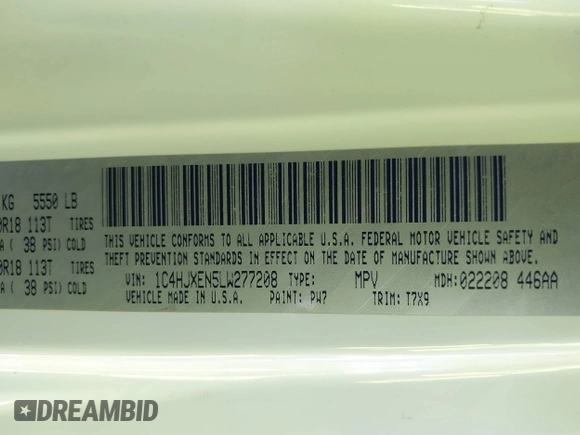 KG 5550 LB
R18 113T TIRES
( 38 PSI) COLD
R18 113T TIRES
( 38 PSI) COLD
THIS VEHICLE CONFORMS TO ALL APPLICABLE U.S.A. FEDERAL MOTOR VEHICLE SAFETY AND
THEFT PREVENTION STANDARDS IN EFFECT ON THE DATE OF MANUFACTURE SHOWN ABOVE.
VIN: 1C4HJXEN5LW277208 TYPE: MPV MDH: 022208 446AA
VEHICLE MADE IN U.S.A. PAINT: PW7 TRIM: T7X9
DREAMBID